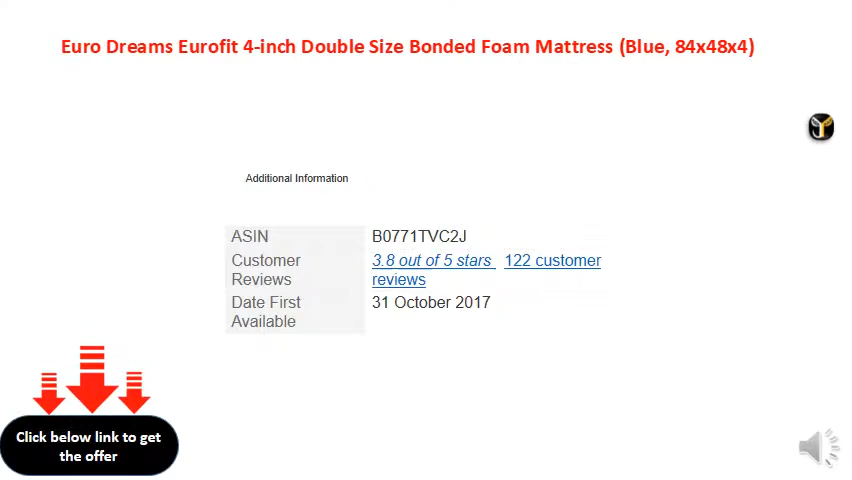 Euro Dreams Eurofit 4-inch Double Size Bonded Foam Mattress (Blue, 84x48x4)
Additional Information
ASIN B0771TVC2J
Customer 3.8 out of 5 stars 122 customer
Reviews reviews
Date First 31 October 2017
Available
Click below link to get
the offer